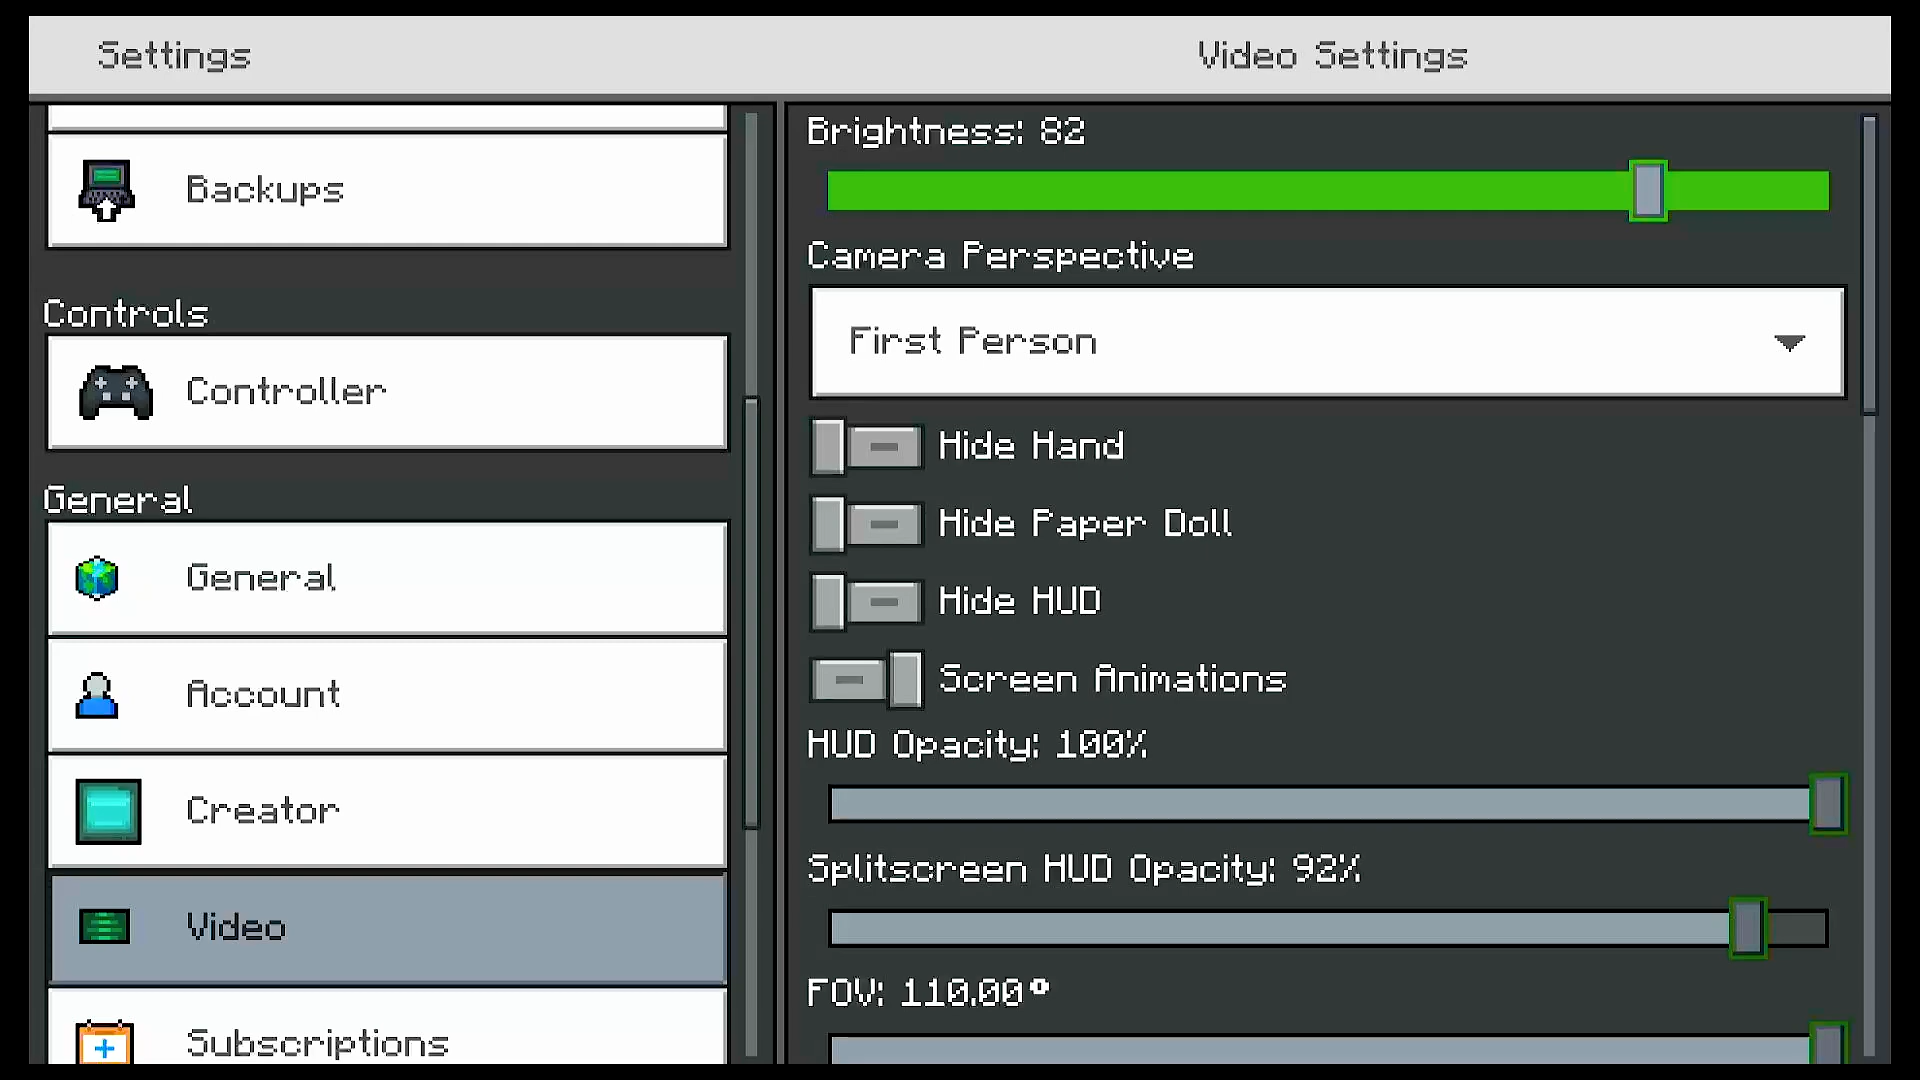 Settings
Video Settings
Backups
Controls
Controller
General
General
Account
Creator
Video
Subscriptions
Brightness: 82
Camera Perspective
First Person
Hide Hand
Hide Paper Doll
Hide HUD
Screen Animations
HUD Opacity: 100%
Splitscreen HUD Opacity: 92%
FOV: 110.00°